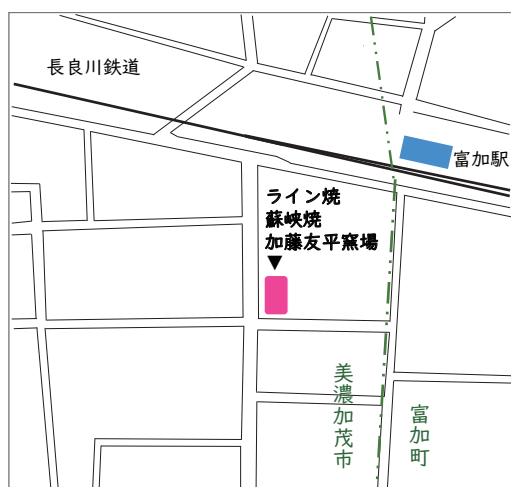 長良川鉄道
富加駅
ライン焼
蘇峡焼
加藤友平窯場
▼
美濃加茂市
富加町